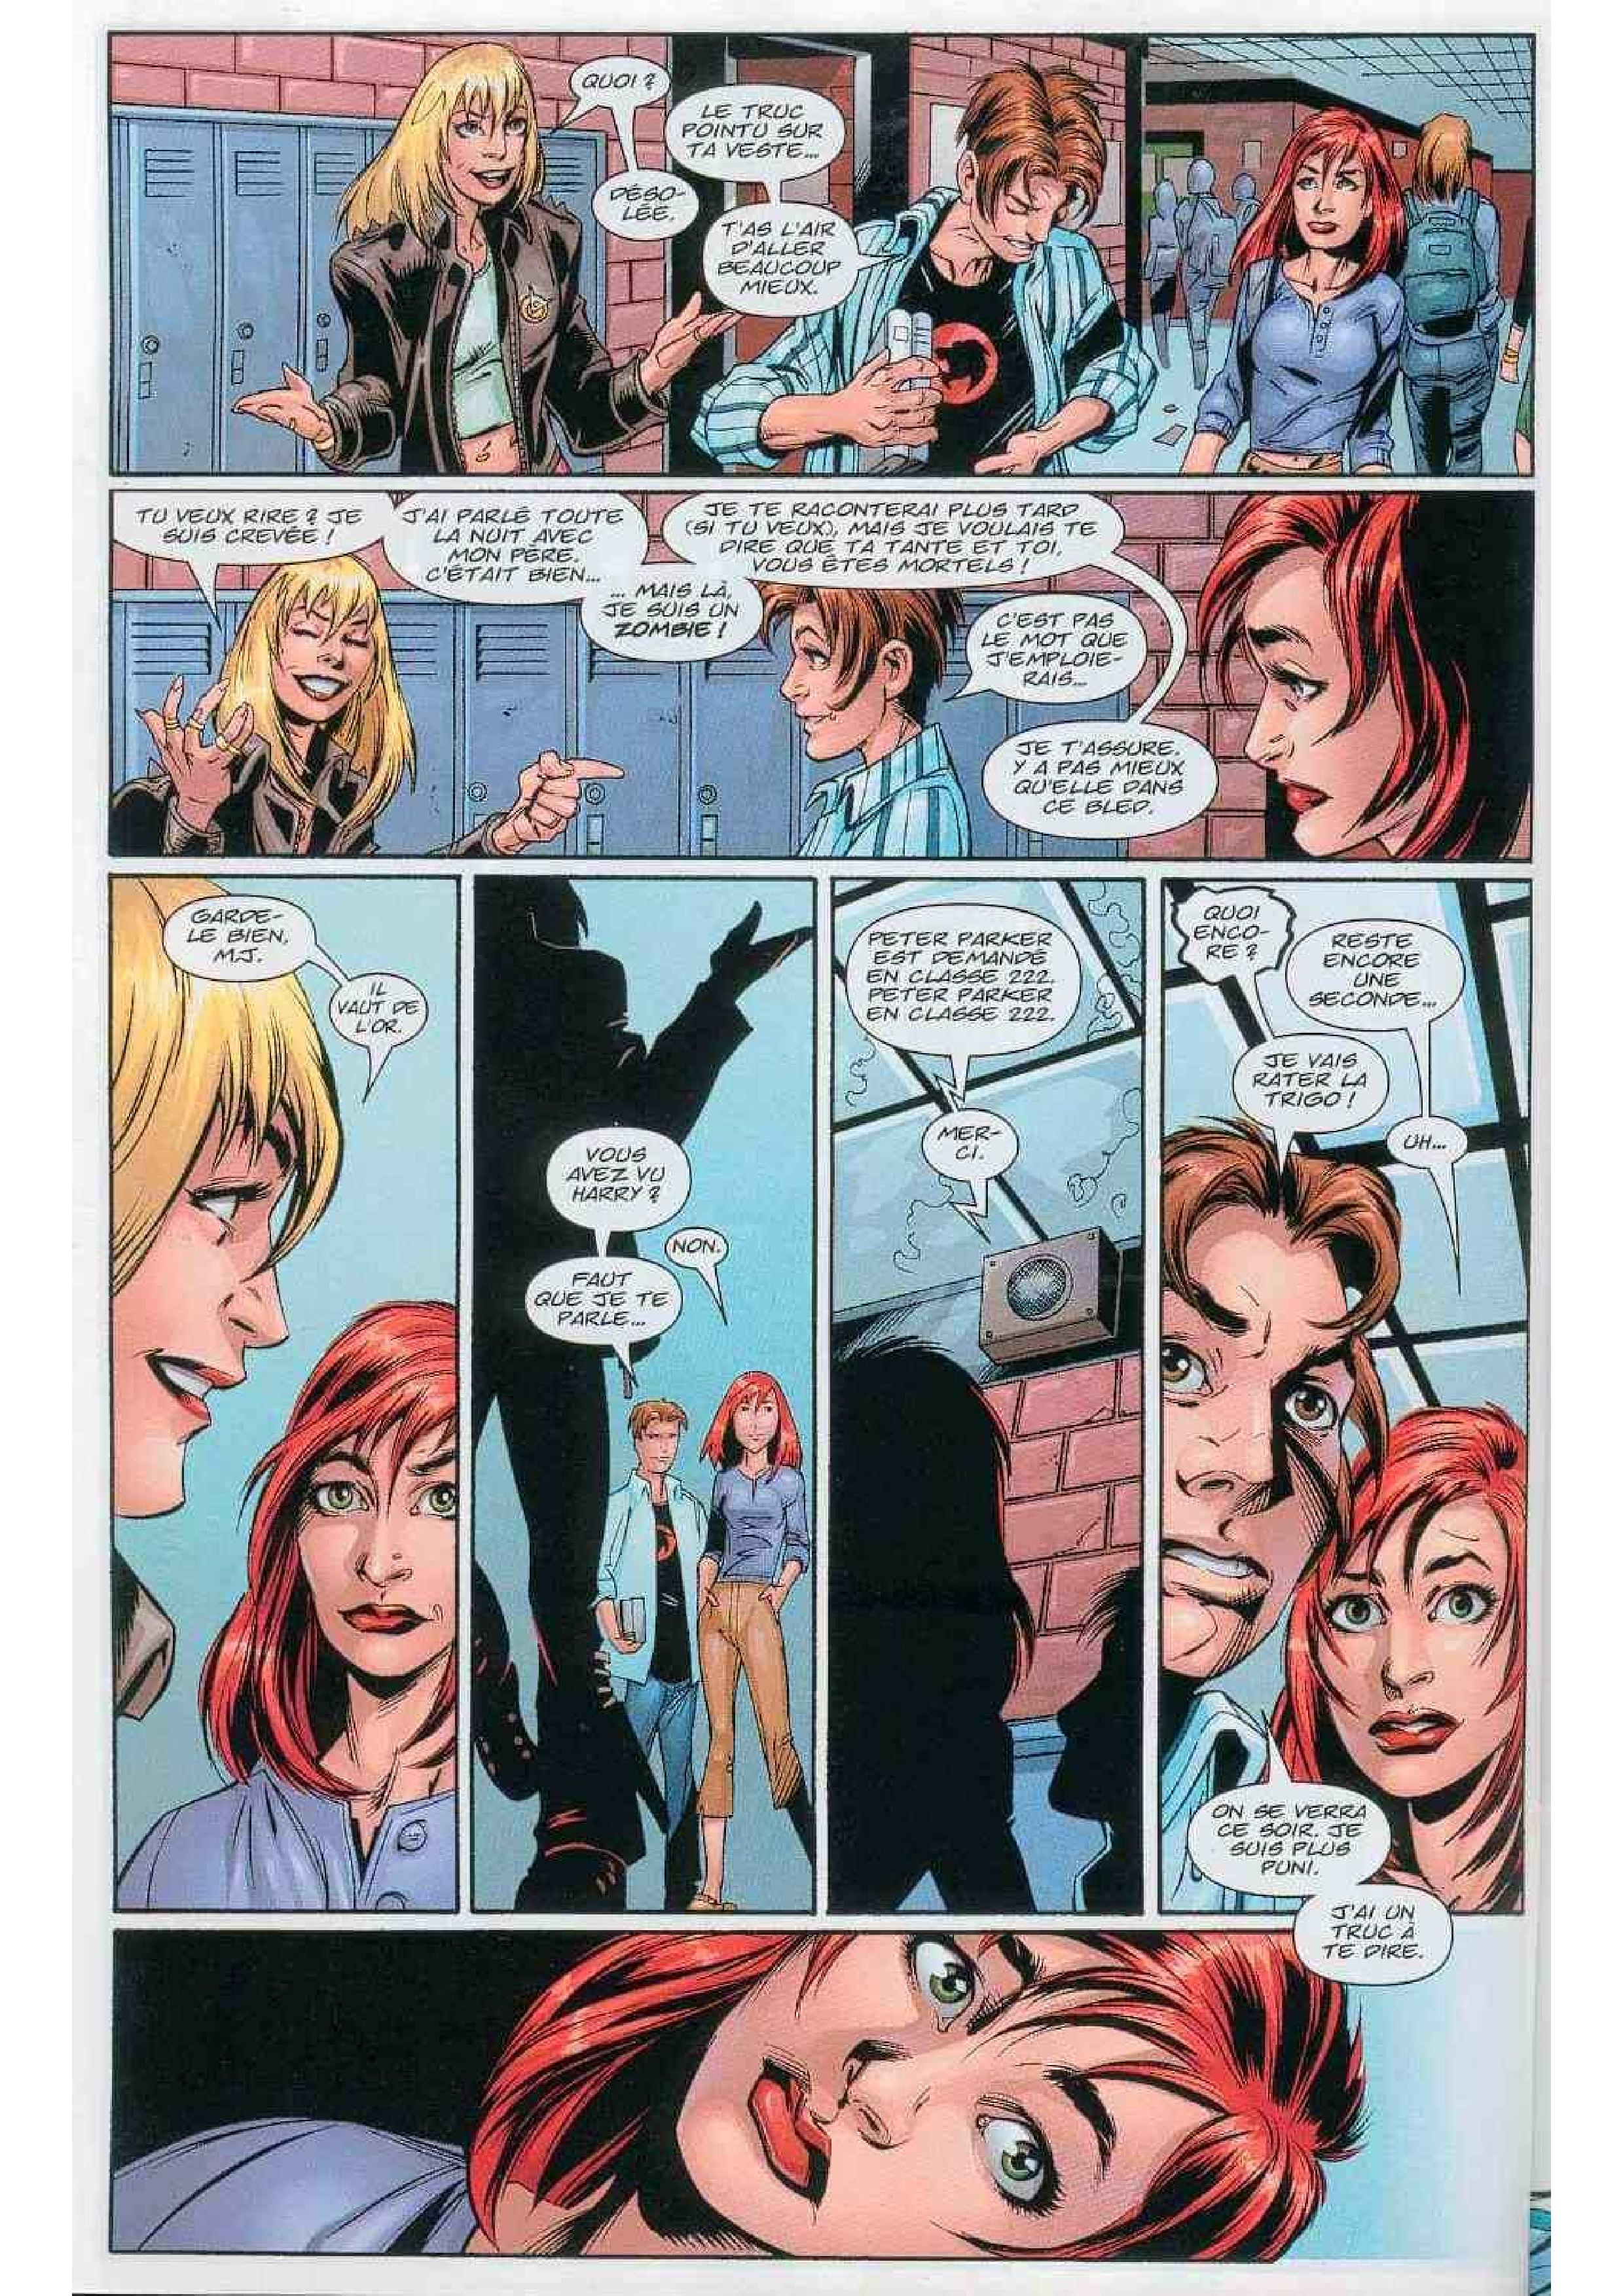 QUOI ?
DÉSO-
LÉE.
LE TRUC
POINTU SUR
TA VESTE...
T'AS L'AIR
D'ALLER
BEAUCOUP
MIEUX.
TU VEUX RIRE ? JE
SUIS CREVÉE !
J'AI PARLÉ TOUTE
LA NUIT AVEC
MON PÈRE.
C'ÉTAIT BIEN...
... MAIS LÀ,
JE SUIS UN
ZOMBIE !
JE TE RACONTERAI PLUS TARD
(SI TU VEUX), MAIS JE VOULAIS TE
DIRE QUE TA TANTE ET TOI,
VOUS ÊTES MORTELS !
C'EST PAS
LE MOT QUE
J'EMPLOIE-
RAIS...
JE T'ASSURE.
Y A PAS MIEUX
QU'ELLE DANS
CE BLED.
GARDE-
LE BIEN,
M.J.
IL
VAUT DE
L'OR.
VOUS
AVEZ VU
HARRY ?
NON.
FAUT
QUE JE TE
PARLE...
PETER PARKER
EST DEMANDÉ
EN CLASSE 222.
PETER PARKER
EN CLASSE 222.
MER-
CI.
QUOI
ENCO-
RE ?
RESTE
ENCORE
UNE
SECONDE...
JE VAIS
RATER LA
TRIGO !
UH...
ON SE VERRA
CE SOIR. JE
SUIS PLUS
PUNI.
J'AI UN
TRUC À
TE DIRE.